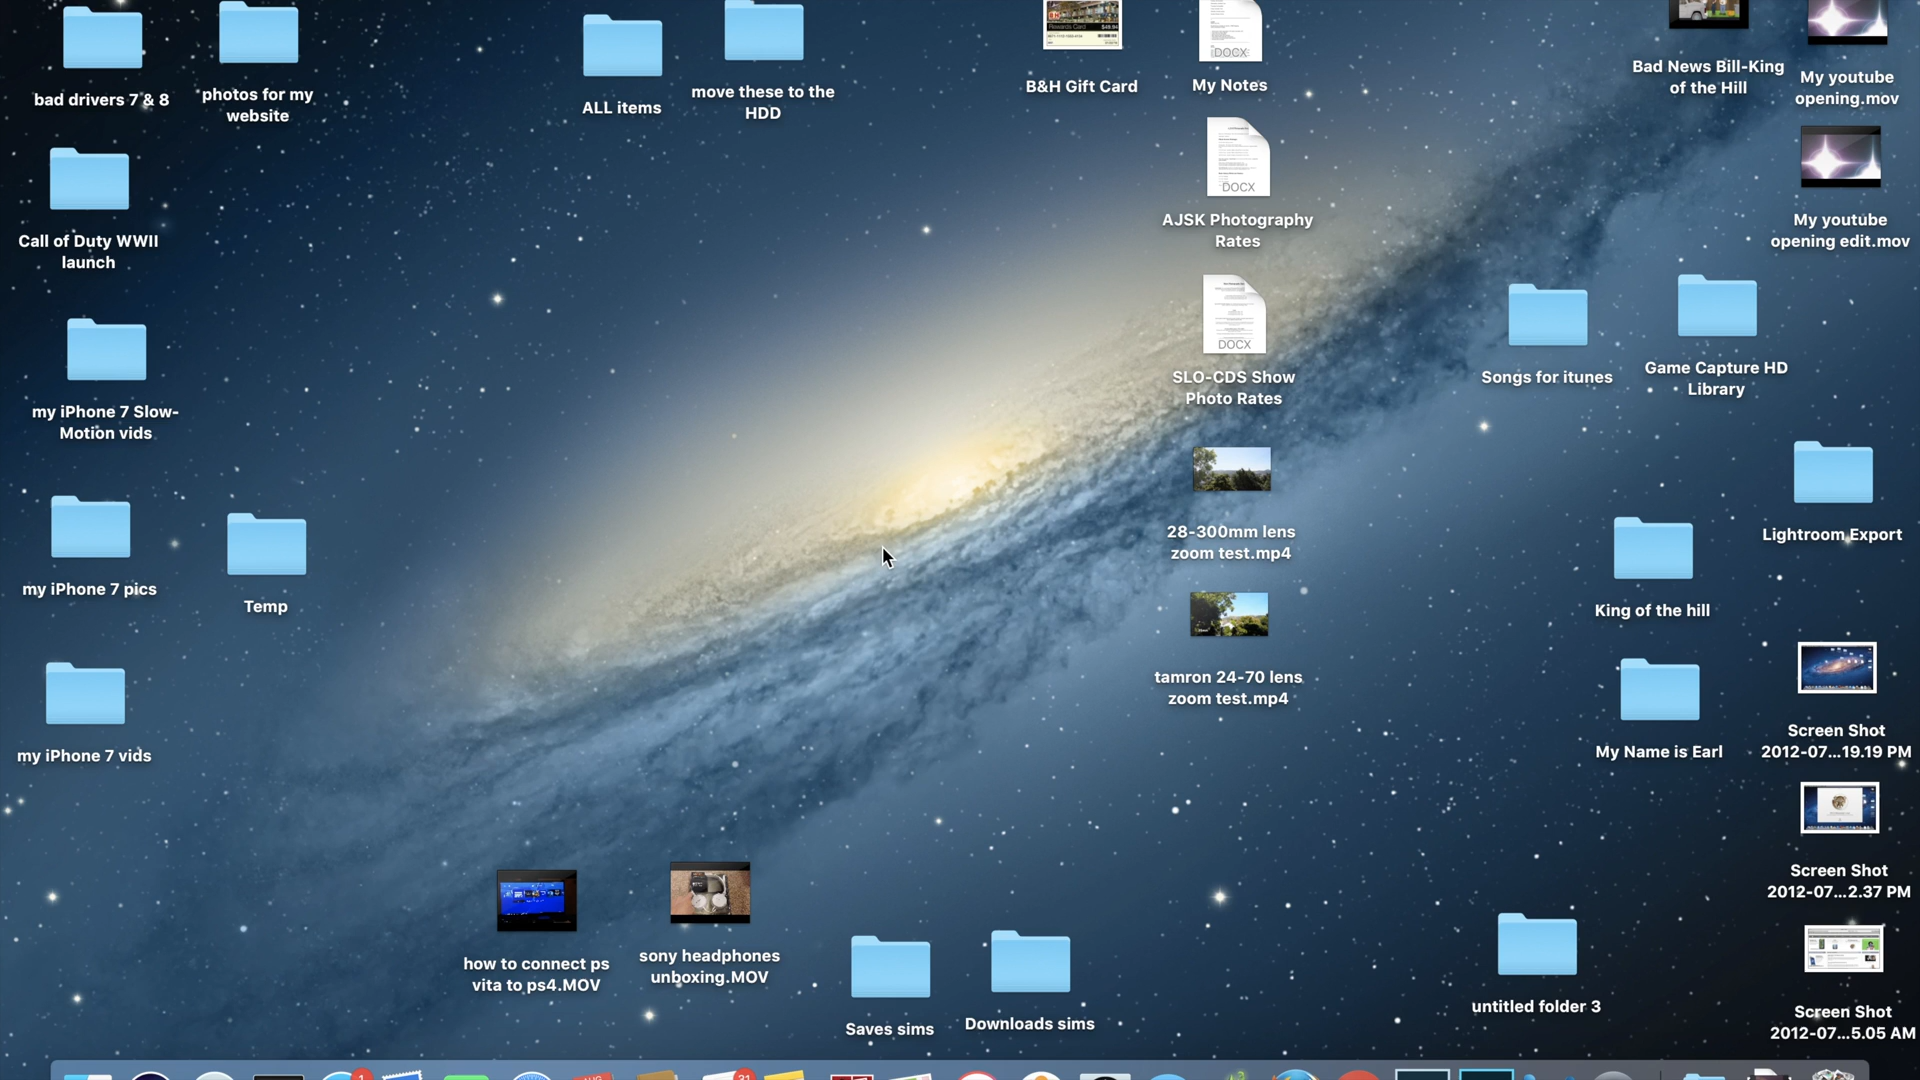 bad drivers 7 & 8
photos for my
website
ALL items
move these to the
HDD
B&H Gift Card
DOCX
My Notes
Bad News Bill-King
of the Hill
My youtube
opening.mov
Call of Duty WWII
launch
DOCX
AJSK Photography
Rates
My youtube
opening edit.mov
my iPhone 7 Slow-
Motion vids
DOCX
SLO-CDS Show
Photo Rates
Songs for itunes
Game Capture HD
Library
my iPhone 7 pics
Temp
28-300mm lens
zoom test.mp4
Lightroom Export
King of the hill
my iPhone 7 vids
tamron 24-70 lens
zoom test.mp4
My Name is Earl
Screen Shot
2012-07...19.19 PM
Screen Shot
2012-07...2.37 PM
how to connect ps
vita to ps4.MOV
sony headphones
unboxing.MOV
Saves sims
Downloads sims
untitled folder 3
Screen Shot
2012-07...5.05 AM
1
AUG
31